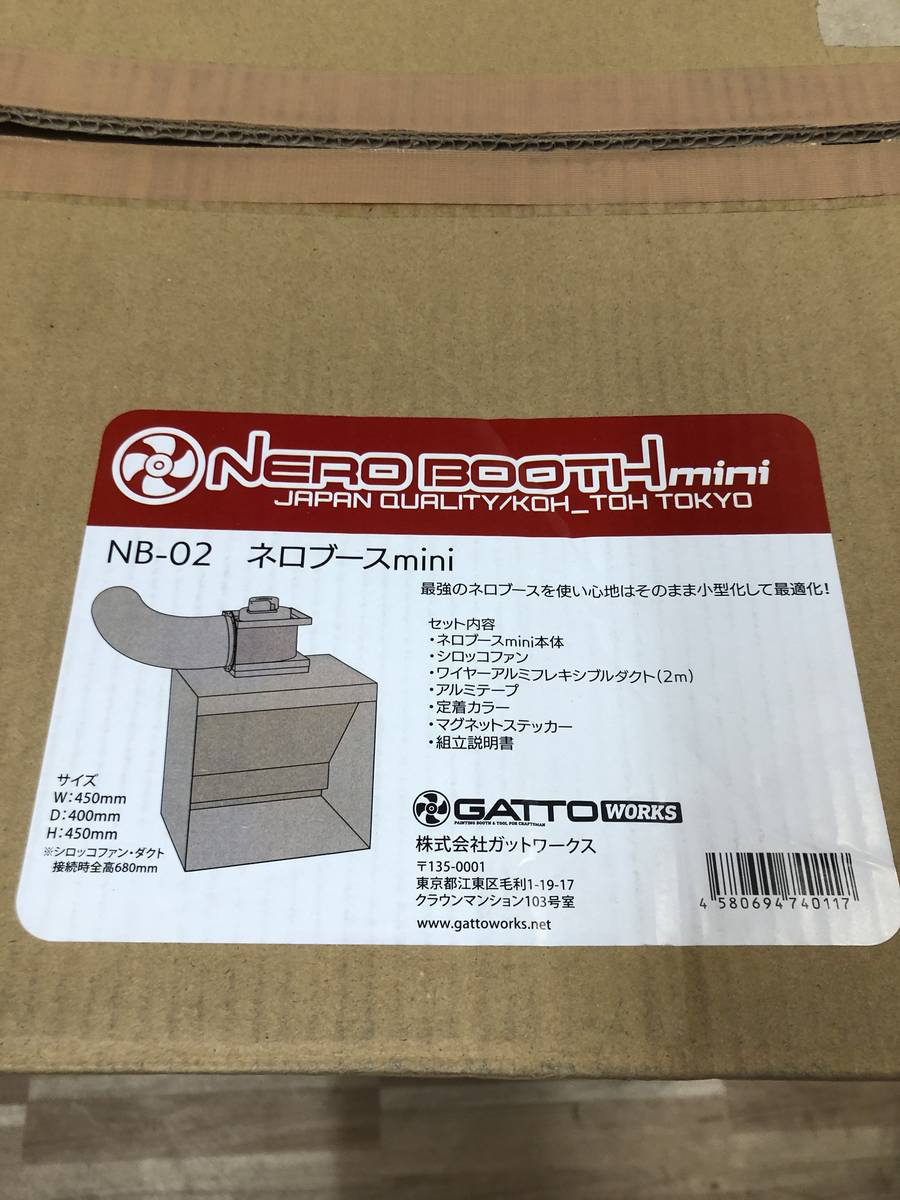 NERO BOOTH mini
JAPAN QUALITY/KOH_TOH TOKYO
NB-02 ネロブースmini
最強のネロブースを使い心地はそのまま小型化して最適化!
セット内容
・ネロブースmini本体
・シロッコファン
・ワイヤーアルミフレキシブルダクト(2m)
・アルミテープ
・定着カラー
・マグネットステッカー
・組立説明書
サイズ
W:450mm
D:400mm
H:450mm
※シロッコファン・ダクト
接続時全高680mm
GATTO WORKS
PAINTING BOOTH & TOOL FOR CRAFTSMAN
株式会社ガットワークス
〒135-0001
東京都江東区毛利1-19-17
クラウンマンション103号室
www.gattoworks.net
4 580694 740117